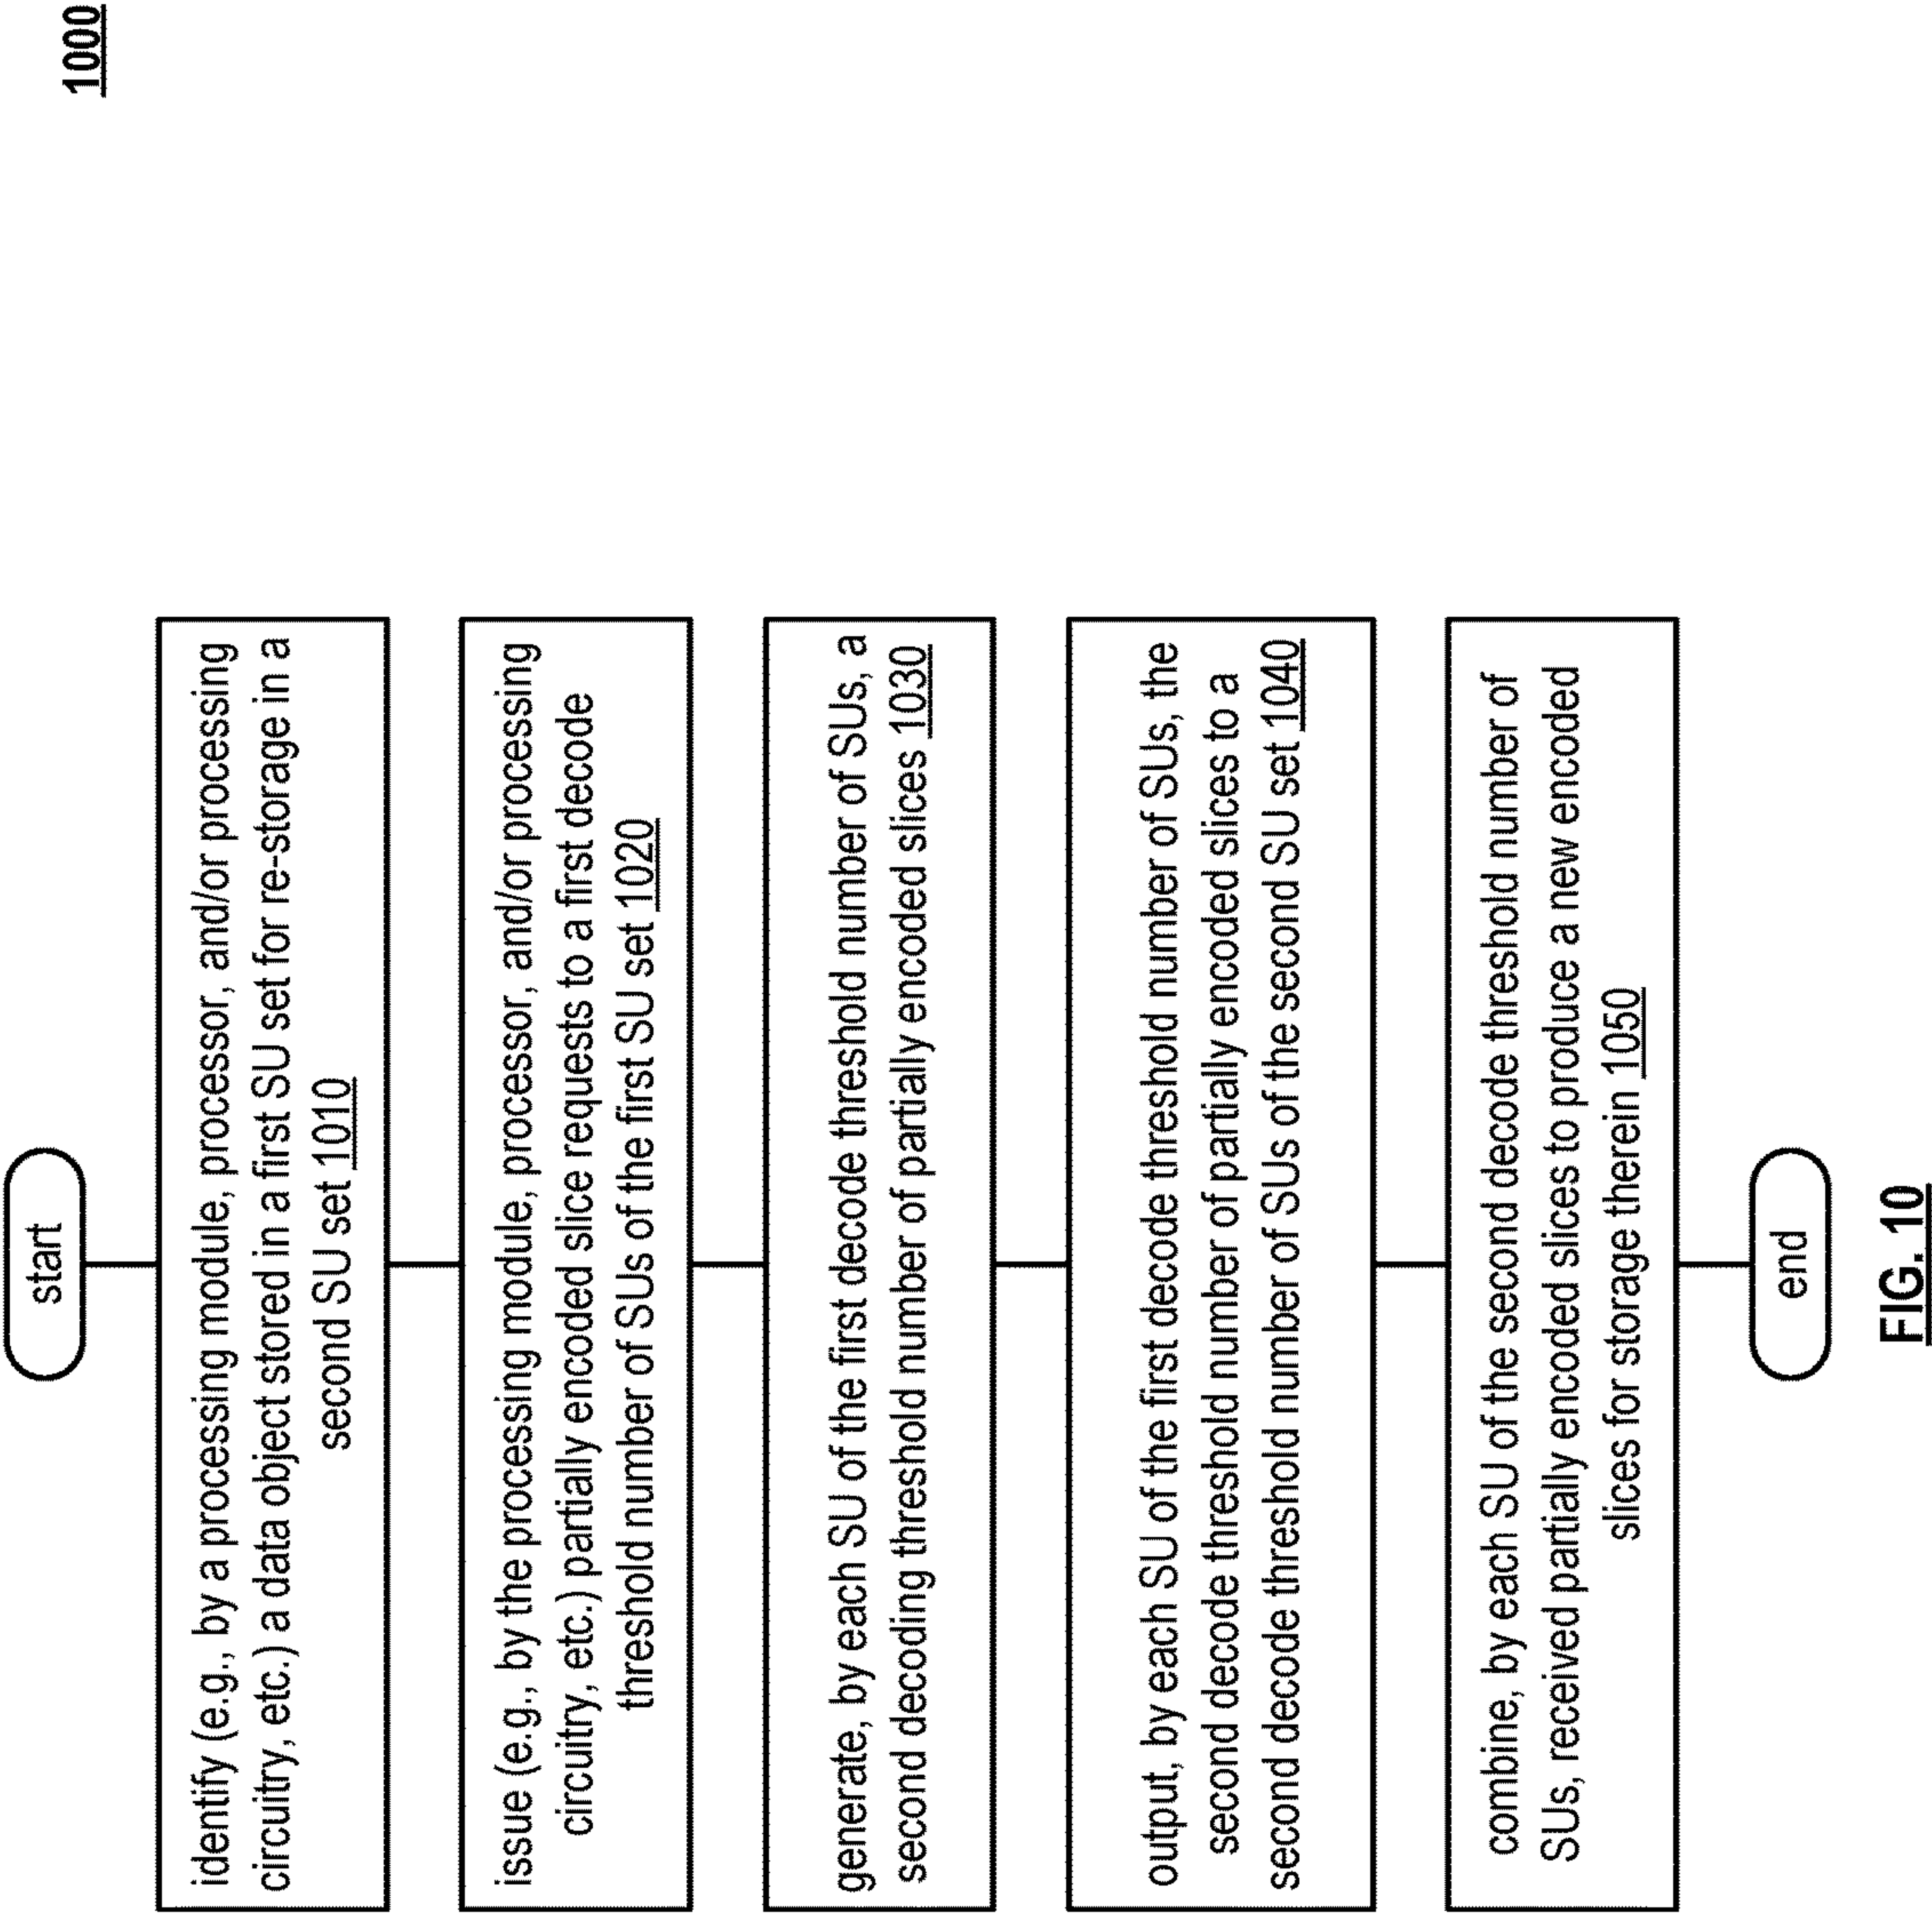 1000
start
identify (e.g., by a processing module, processor, and/or processing
circuitry, etc.) a data object stored in a first SU set for re-storage in a
second SU set 1010
issue (e.g., by the processing module, processor, and/or processing
circuitry, etc.) partially encoded slice requests to a first decode
threshold number of SUs of the first SU set 1020
generate, by each SU of the first decode threshold number of SUs, a
second decoding threshold number of partially encoded slices 1030
output, by each SU of the first decode threshold number of SUs, the
second decode threshold number of partially encoded slices to a
second decode threshold number of SUs of the second SU set 1040
combine, by each SU of the second decode threshold number of
SUs, received partially encoded slices to produce a new encoded
slices for storage therein 1050
end
FIG. 10